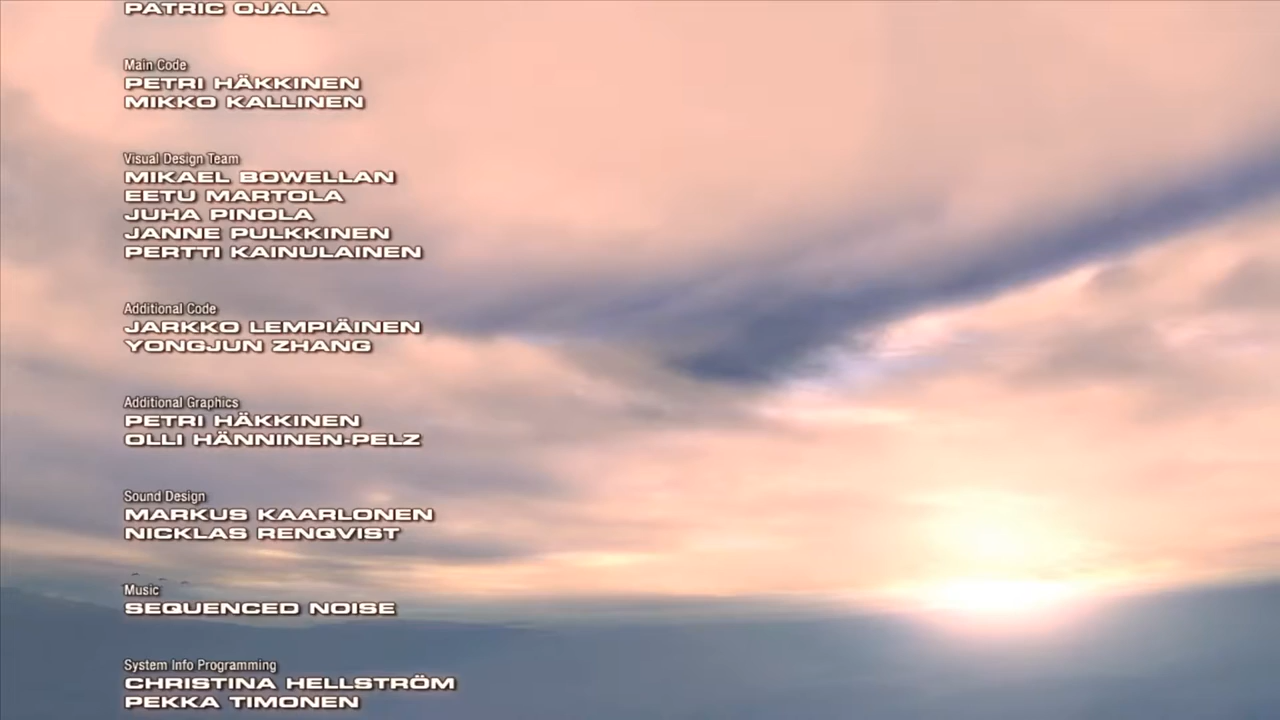 PATRIC OJALA
Main Code
PETRI HÄKKINEN
MIKKO KALLINEN
Visual Design Team
MIKAEL BOWELLAN
EETU MARTOLA
JUHA PINOLA
JANNE PULKKINEN
PERTTI KAINULAINEN
Additional Code
JARKKO LEMPIÄINEN
YONGJUN ZHANG
Additional Graphics
PETRI HÄKKINEN
OLLI HÄNNINEN-PELZ
Sound Design
MARKUS KAARLONEN
NICKLAS RENQVIST
Music
SEQUENCED NOISE
System Info Programming
CHRISTINA HELLSTRÖM
PEKKA TIMONEN